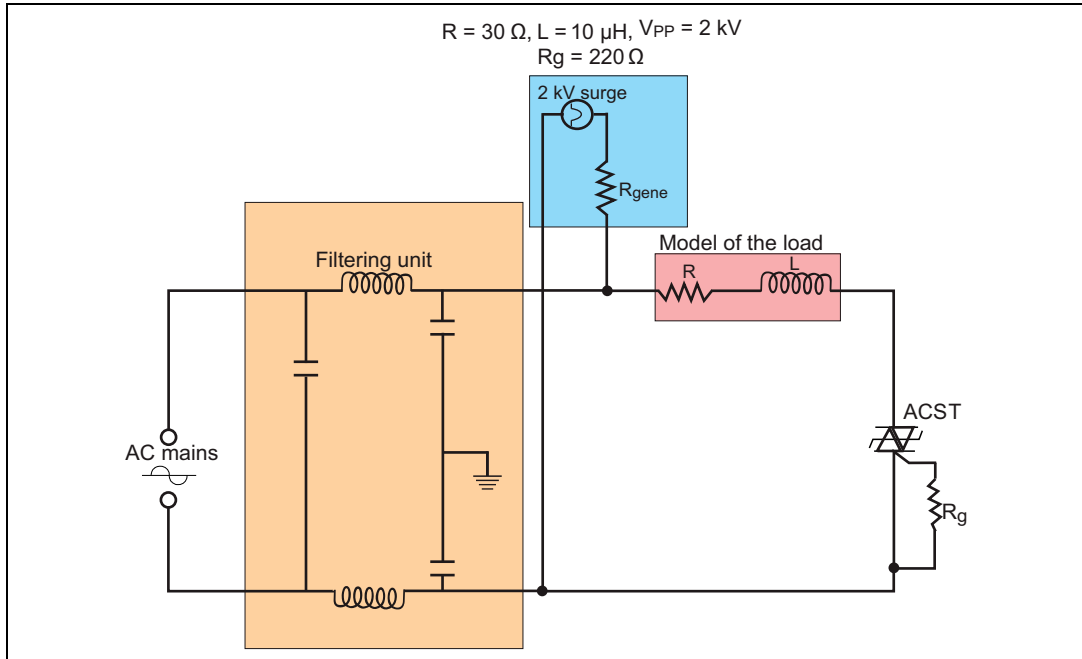 R = 30 Ω, L = 10 µH, VPP = 2 kV
Rg = 220 Ω
2 kV surge
Rgene
Model of the load
R
L
Filtering unit
AC mains
ACST
Rg